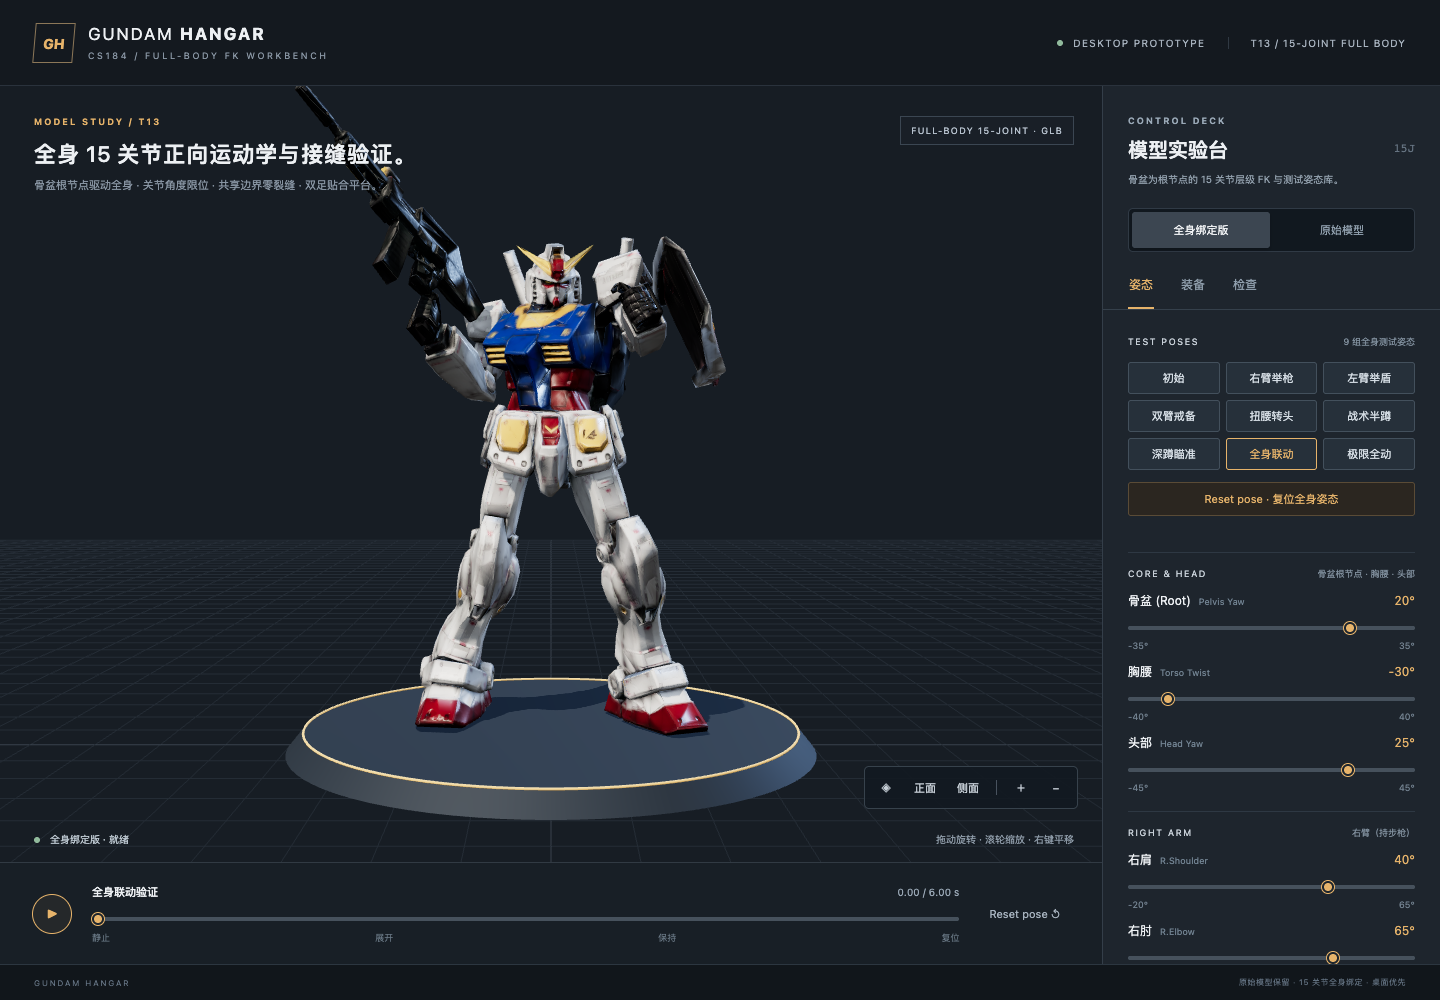 GH
GUNDAM HANGAR
CS184 / FULL-BODY FK WORKBENCH
DESKTOP PROTOTYPE
T13 / 15-JOINT FULL BODY
MODEL STUDY / T13
全身 15 关节正向运动学与接缝验证。
骨盆根节点驱动全身 · 关节角度限位 · 共享边界零裂缝 · 双足贴合平台。
FULL-BODY 15-JOINT · GLB
正面 侧面 + −
全身绑定版 · 就绪
拖动旋转 · 滚轮缩放 · 右键平移
全身联动验证
0.00 / 6.00 s
静止 展开 保持 复位
Reset pose ↺
CONTROL DECK
模型实验台
15J
骨盆为根节点的 15 关节层级 FK 与测试姿态库。
全身绑定版 原始模型
姿态 装备 检查
TEST POSES
9 组全身测试姿态
初始 右臂举枪 左臂举盾
双臂戒备 扭腰转头 战术半蹲
深蹲瞄准 全身联动 极限全动
Reset pose · 复位全身姿态
CORE & HEAD
骨盆根节点 · 胸腰 · 头部
骨盆 (Root) Pelvis Yaw 20°
-35° 35°
胸腰 Torso Twist -30°
-40° 40°
头部 Head Yaw 25°
-45° 45°
RIGHT ARM
右臂（持步枪）
右肩 R.Shoulder 40°
-20° 65°
右肘 R.Elbow 65°
GUNDAM HANGAR
原始模型保留 · 15 关节全身绑定 · 桌面优先